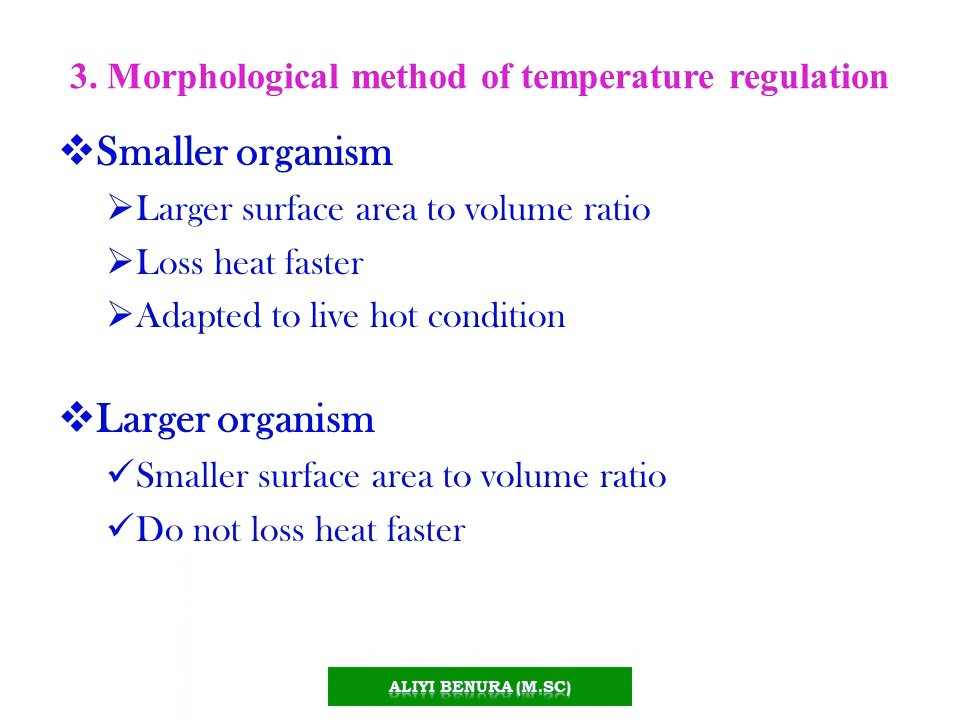 3. Morphological method of temperature regulation
❖Smaller organism
➢Larger surface area to volume ratio
➢Loss heat faster
➢Adapted to live hot condition
❖Larger organism
✓Smaller surface area to volume ratio
✓Do not loss heat faster
ALIYI BENURA (M.SC)